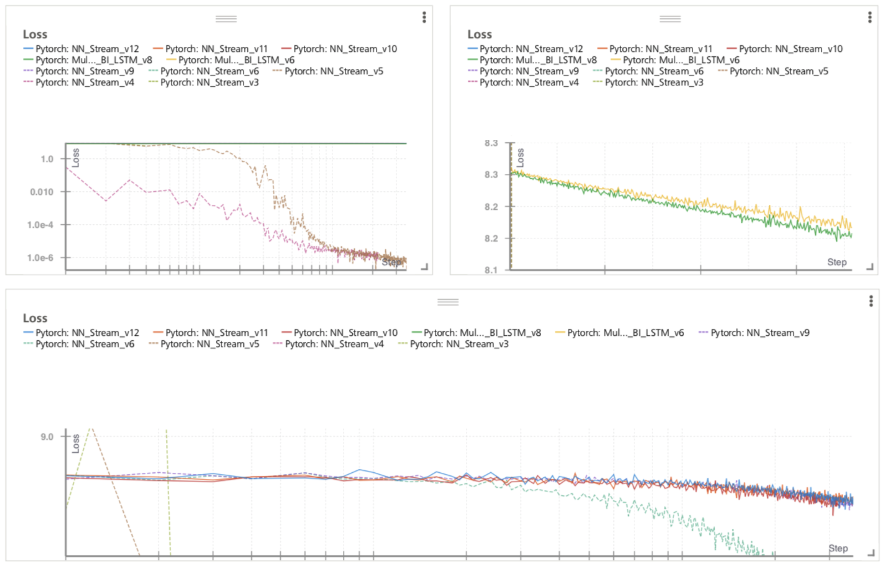 Loss
Pytorch: NN_Stream_v12 Pytorch: NN_Stream_v11 Pytorch: NN_Stream_v10
Pytorch: Mul..._BI_LSTM_v8 Pytorch: Mul..._BI_LSTM_v6
Pytorch: NN_Stream_v9 Pytorch: NN_Stream_v6 Pytorch: NN_Stream_v5
Pytorch: NN_Stream_v4 Pytorch: NN_Stream_v3
Loss
1.0
0.010
1.0e-4
1.0e-6
Step
Loss
Pytorch: NN_Stream_v12 Pytorch: NN_Stream_v11 Pytorch: NN_Stream_v10
Pytorch: Mul..._BI_LSTM_v8 Pytorch: Mul..._BI_LSTM_v6
Pytorch: NN_Stream_v9 Pytorch: NN_Stream_v6 Pytorch: NN_Stream_v5
Pytorch: NN_Stream_v4 Pytorch: NN_Stream_v3
8.3
Loss
8.3
8.2
8.2
Step
8.1
Loss
Pytorch: NN_Stream_v12 Pytorch: NN_Stream_v11 Pytorch: NN_Stream_v10 Pytorch: Mul..._BI_LSTM_v8 Pytorch: Mul..._BI_LSTM_v6 Pytorch: NN_Stream_v9
Pytorch: NN_Stream_v6 Pytorch: NN_Stream_v5 Pytorch: NN_Stream_v4 Pytorch: NN_Stream_v3
9.0
Loss
Step